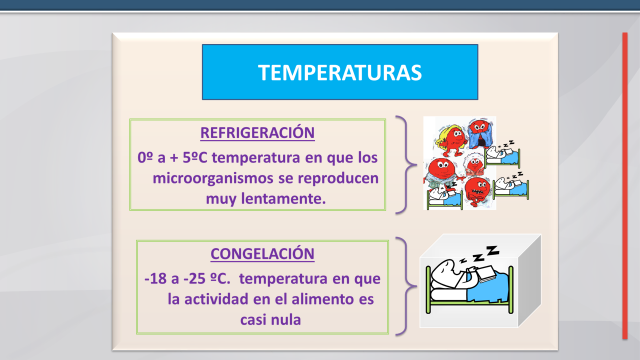 TEMPERATURAS
REFRIGERACIÓN
0º a + 5ºC temperatura en que los
microorganismos se reproducen
muy lentamente.
z z Z
z z Z
z z Z
CONGELACIÓN
-18 a -25 ºC. temperatura en que
la actividad en el alimento es
casi nula
z z Z Z